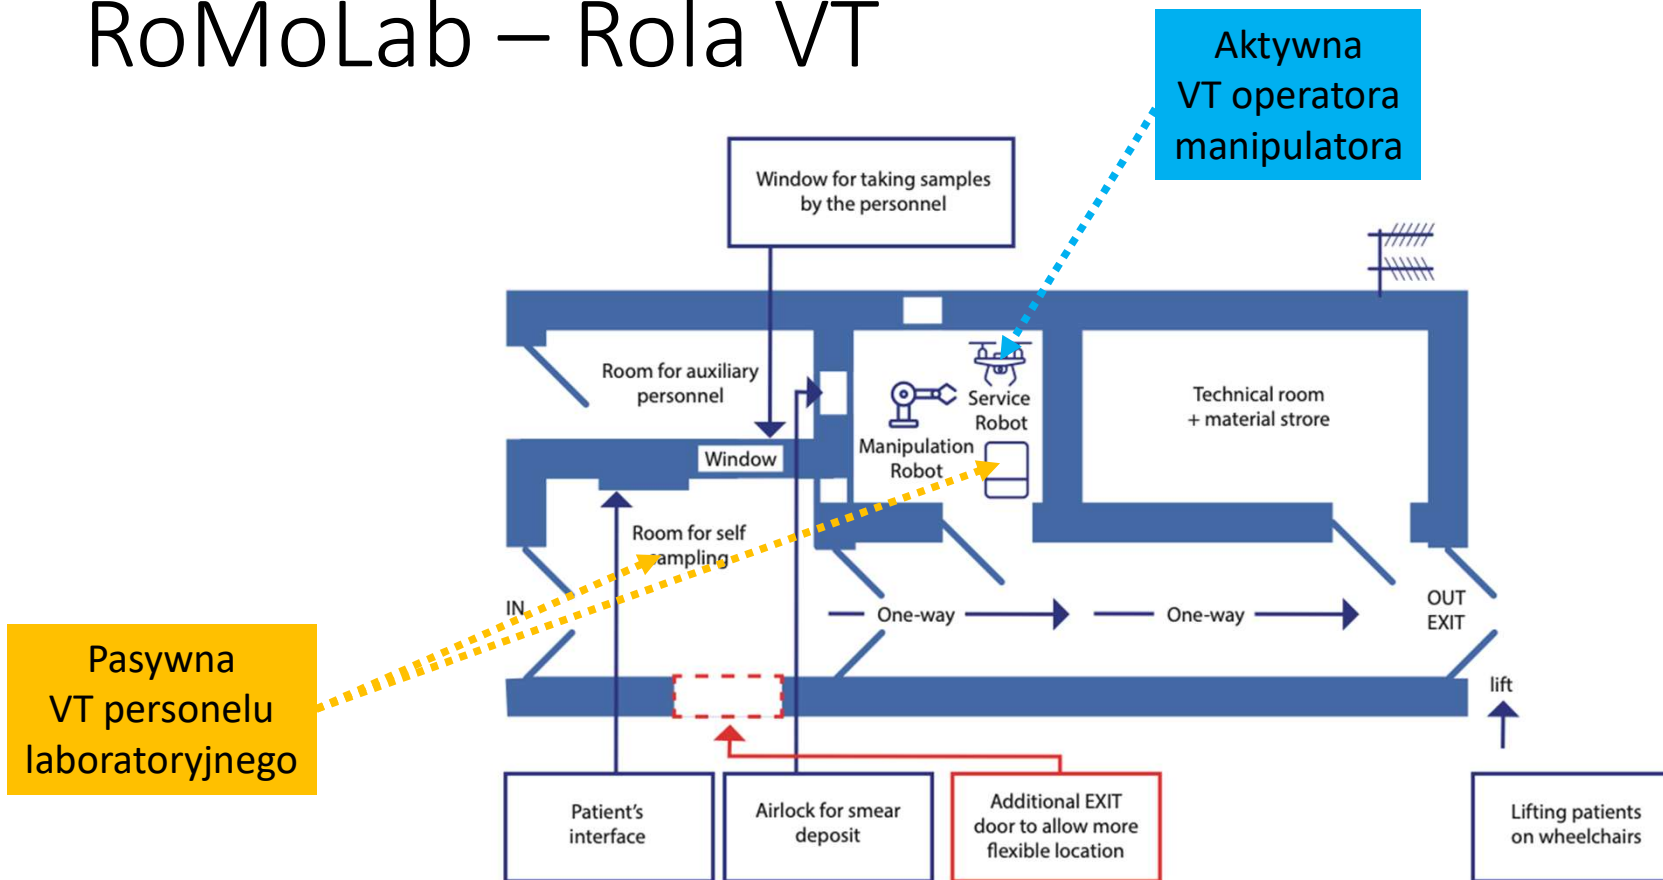 RoMoLab – Rola VT
Aktywna
VT operatora
manipulatora
Window for taking samples
by the personnel
Room for auxiliary
personnel
Service
Robot
Manipulation
Robot
Technical room
+ material strore
Window
Room for self
sampling
IN
One-way
One-way
OUT
EXIT
Pasywna
VT personelu
laboratoryjnego
lift
Patient's
interface
Airlock for smear
deposit
Additional EXIT
door to allow more
flexible location
Lifting patients
on wheelchairs